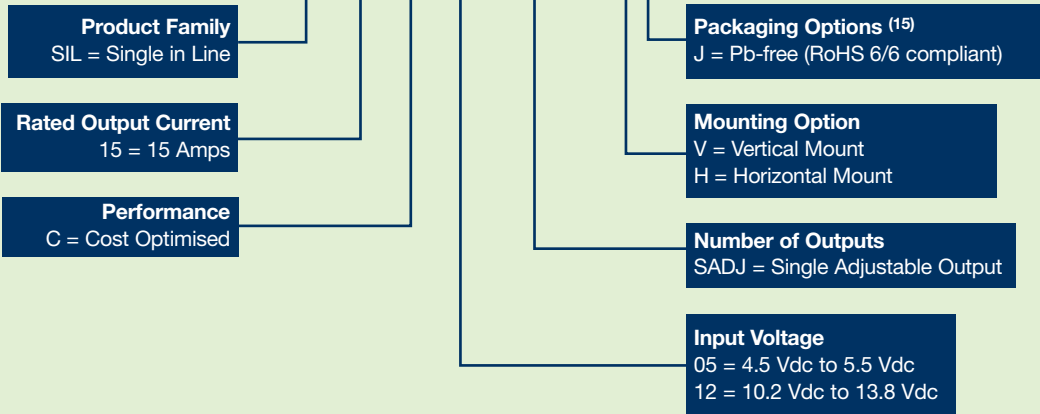 Product Family
SIL = Single in Line
Rated Output Current
15 = 15 Amps
Performance
C = Cost Optimised
Packaging Options (15)
J = Pb-free (RoHS 6/6 compliant)
Mounting Option
V = Vertical Mount
H = Horizontal Mount
Number of Outputs
SADJ = Single Adjustable Output
Input Voltage
05 = 4.5 Vdc to 5.5 Vdc
12 = 10.2 Vdc to 13.8 Vdc